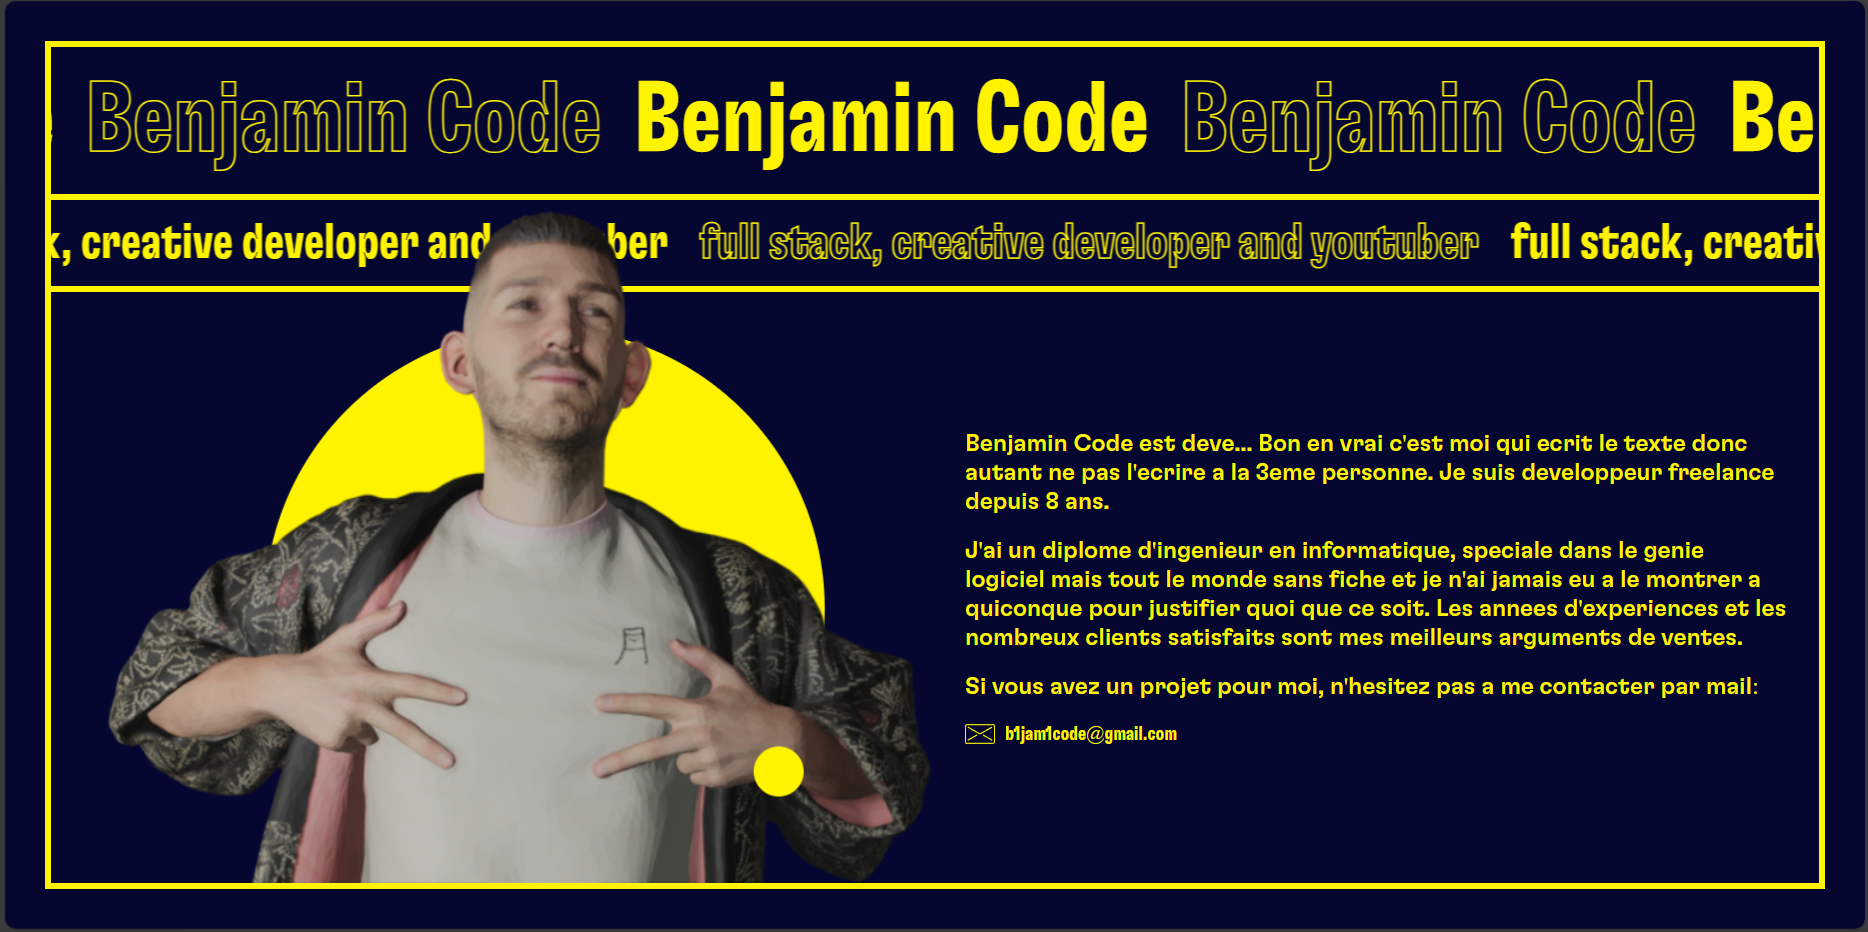 Benjamin Code Benjamin Code Benjamin Code Be
k, creative developer and ber full stack, creative developer and youtuber full stack, creativ
Benjamin Code est deve... Bon en vrai c'est moi qui ecrit le texte donc
autant ne pas l'ecrire a la 3eme personne. Je suis developpeur freelance
depuis 8 ans.
J'ai un diplome d'ingenieur en informatique, speciale dans le genie
logiciel mais tout le monde sans fiche et je n'ai jamais eu a le montrer a
quiconque pour justifier quoi que ce soit. Les annees d'experiences et les
nombreux clients satisfaits sont mes meilleurs arguments de ventes.
Si vous avez un projet pour moi, n'hesitez pas a me contacter par mail:
b1jam1code@gmail.com